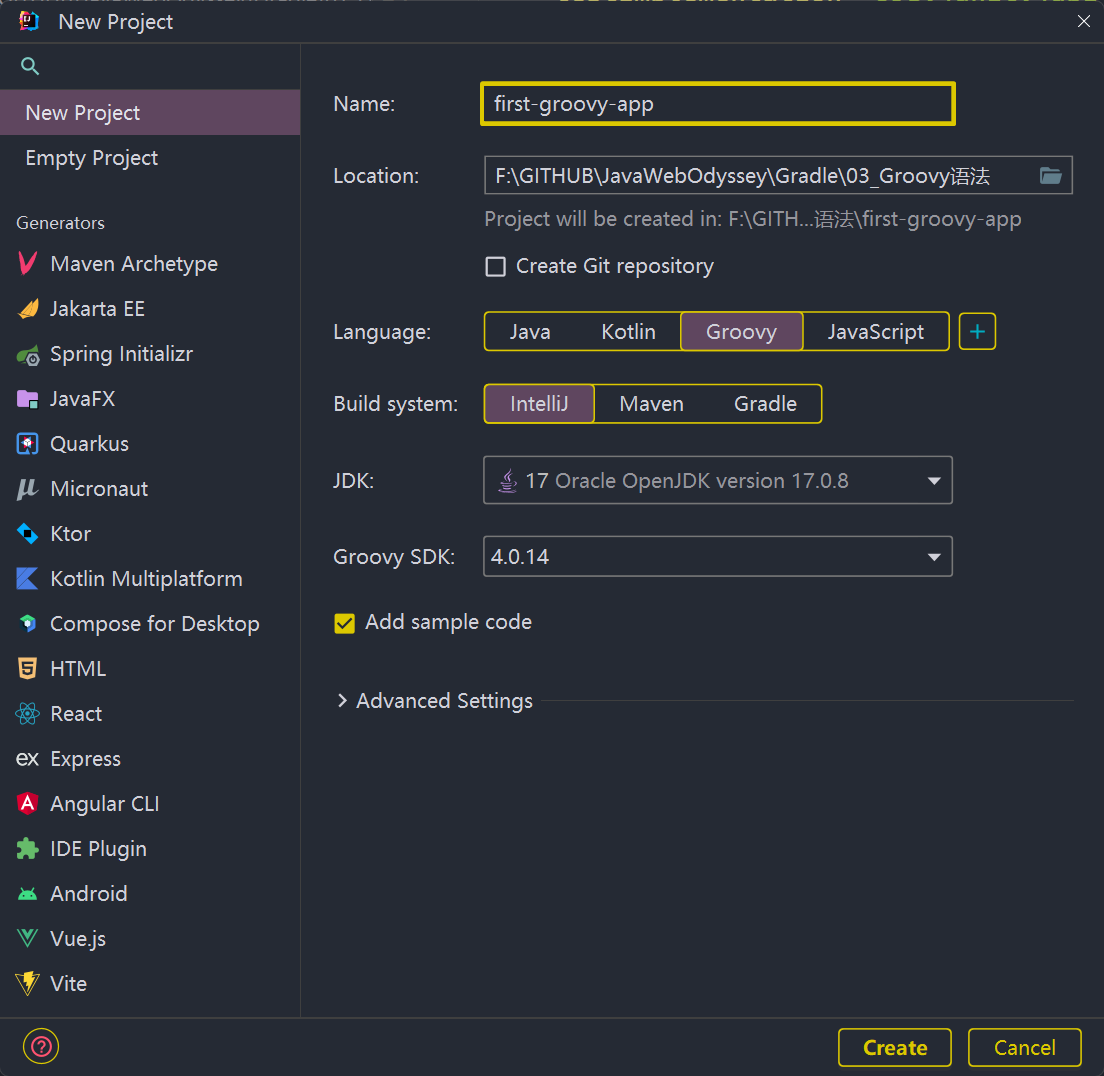 New Project
New Project
Empty Project
Generators
Maven Archetype
Jakarta EE
Spring Initializr
JavaFX
Quarkus
Micronaut
Ktor
Kotlin Multiplatform
Compose for Desktop
HTML
React
Express
Angular CLI
IDE Plugin
Android
Vue.js
Vite
Name: first-groovy-app
Location: F:\GITHUB\JavaWebOdyssey\Gradle\03_Groovy语法
Project will be created in: F:\GITH...语法\first-groovy-app
Create Git repository
Language: Java Kotlin Groovy JavaScript +
Build system: IntelliJ Maven Gradle
JDK: 17 Oracle OpenJDK version 17.0.8
Groovy SDK: 4.0.14
Add sample code
Advanced Settings
? Create Cancel